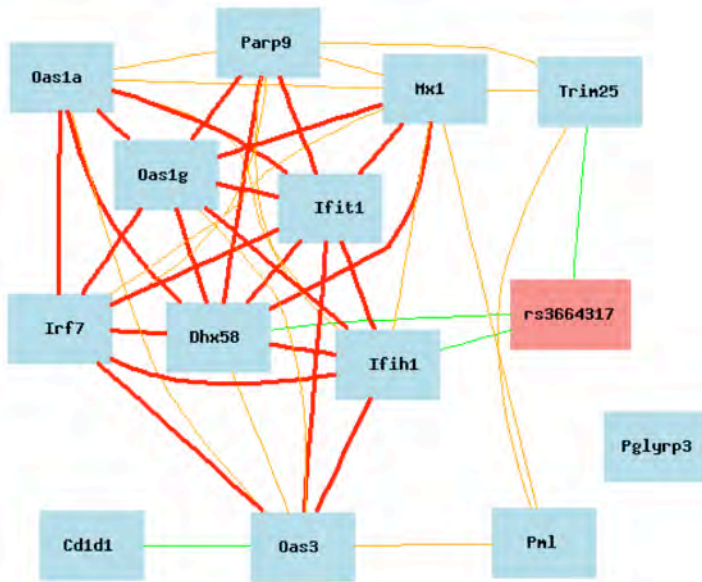 Parp9
Oas1a
Mx1
Trim25
Oas1g
Ifit1
rs3664317
Irf7
Dhx58
Ifih1
Pglyrp3
Cd1d1
Oas3
Pml